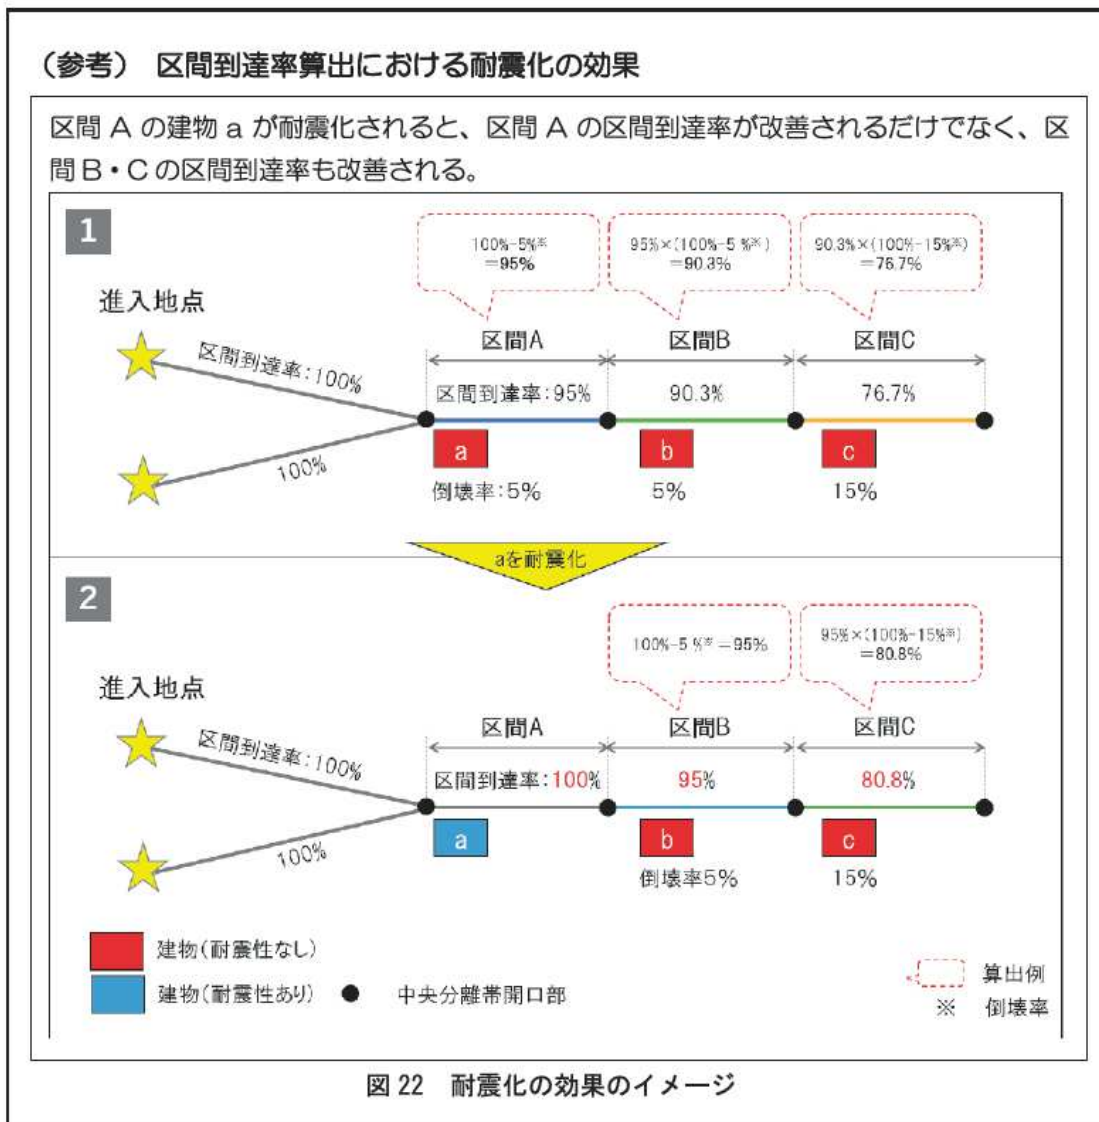 （参考） 区間到達率算出における耐震化の効果
区間 A の建物 a が耐震化されると、区間 A の区間到達率が改善されるだけでなく、区
間 B・C の区間到達率も改善される。
1
100%-5%※
=95%
95%×(100%-5 %※)
=90.3%
90.3%×(100%-15%※)
=76.7%
進入地点
区間A
区間B
区間C
区間到達率:100%
区間到達率:95%
90.3%
76.7%
100%
a
b
c
倒壊率:5%
5%
15%
aを耐震化
2
100%-5 %※=95%
95%×(100%-15%※)
=80.8%
進入地点
区間A
区間B
区間C
区間到達率:100%
区間到達率:100%
95%
80.8%
100%
a
b
c
倒壊率5%
15%
建物(耐震性なし)
建物(耐震性あり)
中央分離帯開口部
算出例
※ 倒壊率
図 22 耐震化の効果のイメージ